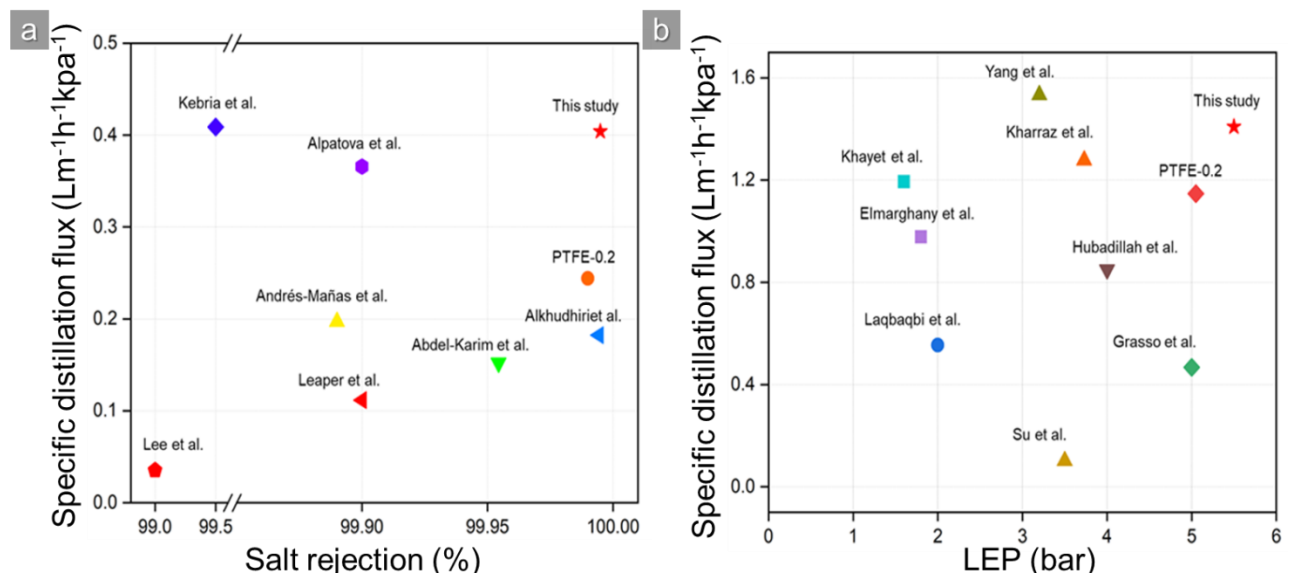 a
Specific distillation flux (Lm⁻¹h⁻¹kpa⁻¹)
0.5
0.4
0.3
0.2
0.1
0.0
Kebria et al.
Alpatova et al.
This study
PTFE-0.2
Andrés-Mañas et al.
Alkhudhiriet al.
Abdel-Karim et al.
Leaper et al.
Lee et al.
99.0 99.5 99.90 99.95 100.00
Salt rejection (%)
b
Specific distillation flux (Lm⁻¹h⁻¹kpa⁻¹)
1.6
1.2
0.8
0.4
0.0
Yang et al.
This study
Kharraz et al.
Khayet et al.
PTFE-0.2
Elmarghany et al.
Hubadillah et al.
Laqbaqbi et al.
Grasso et al.
Su et al.
0 1 2 3 4 5 6
LEP (bar)